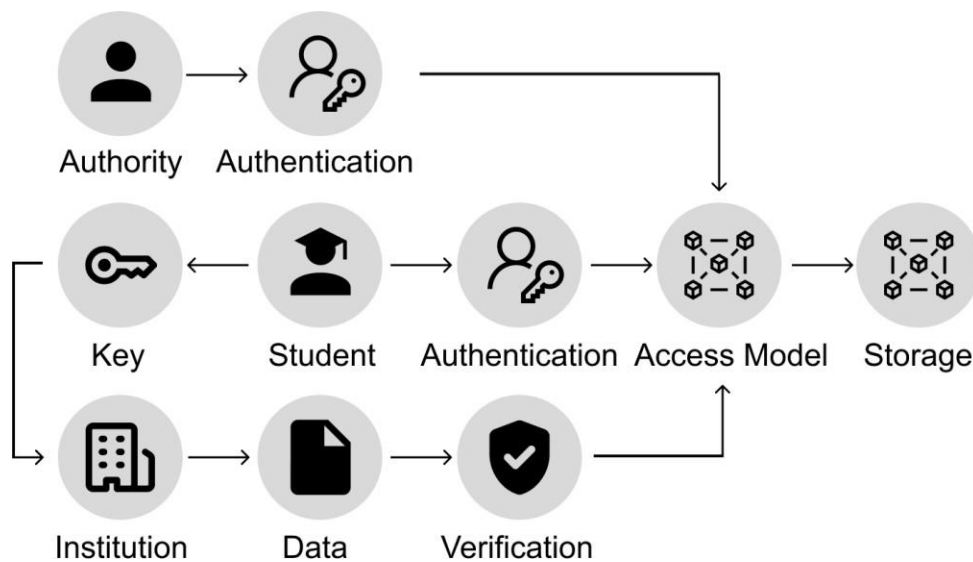 Authority
Authentication
Key
Student
Authentication
Access Model
Storage
Institution
Data
Verification